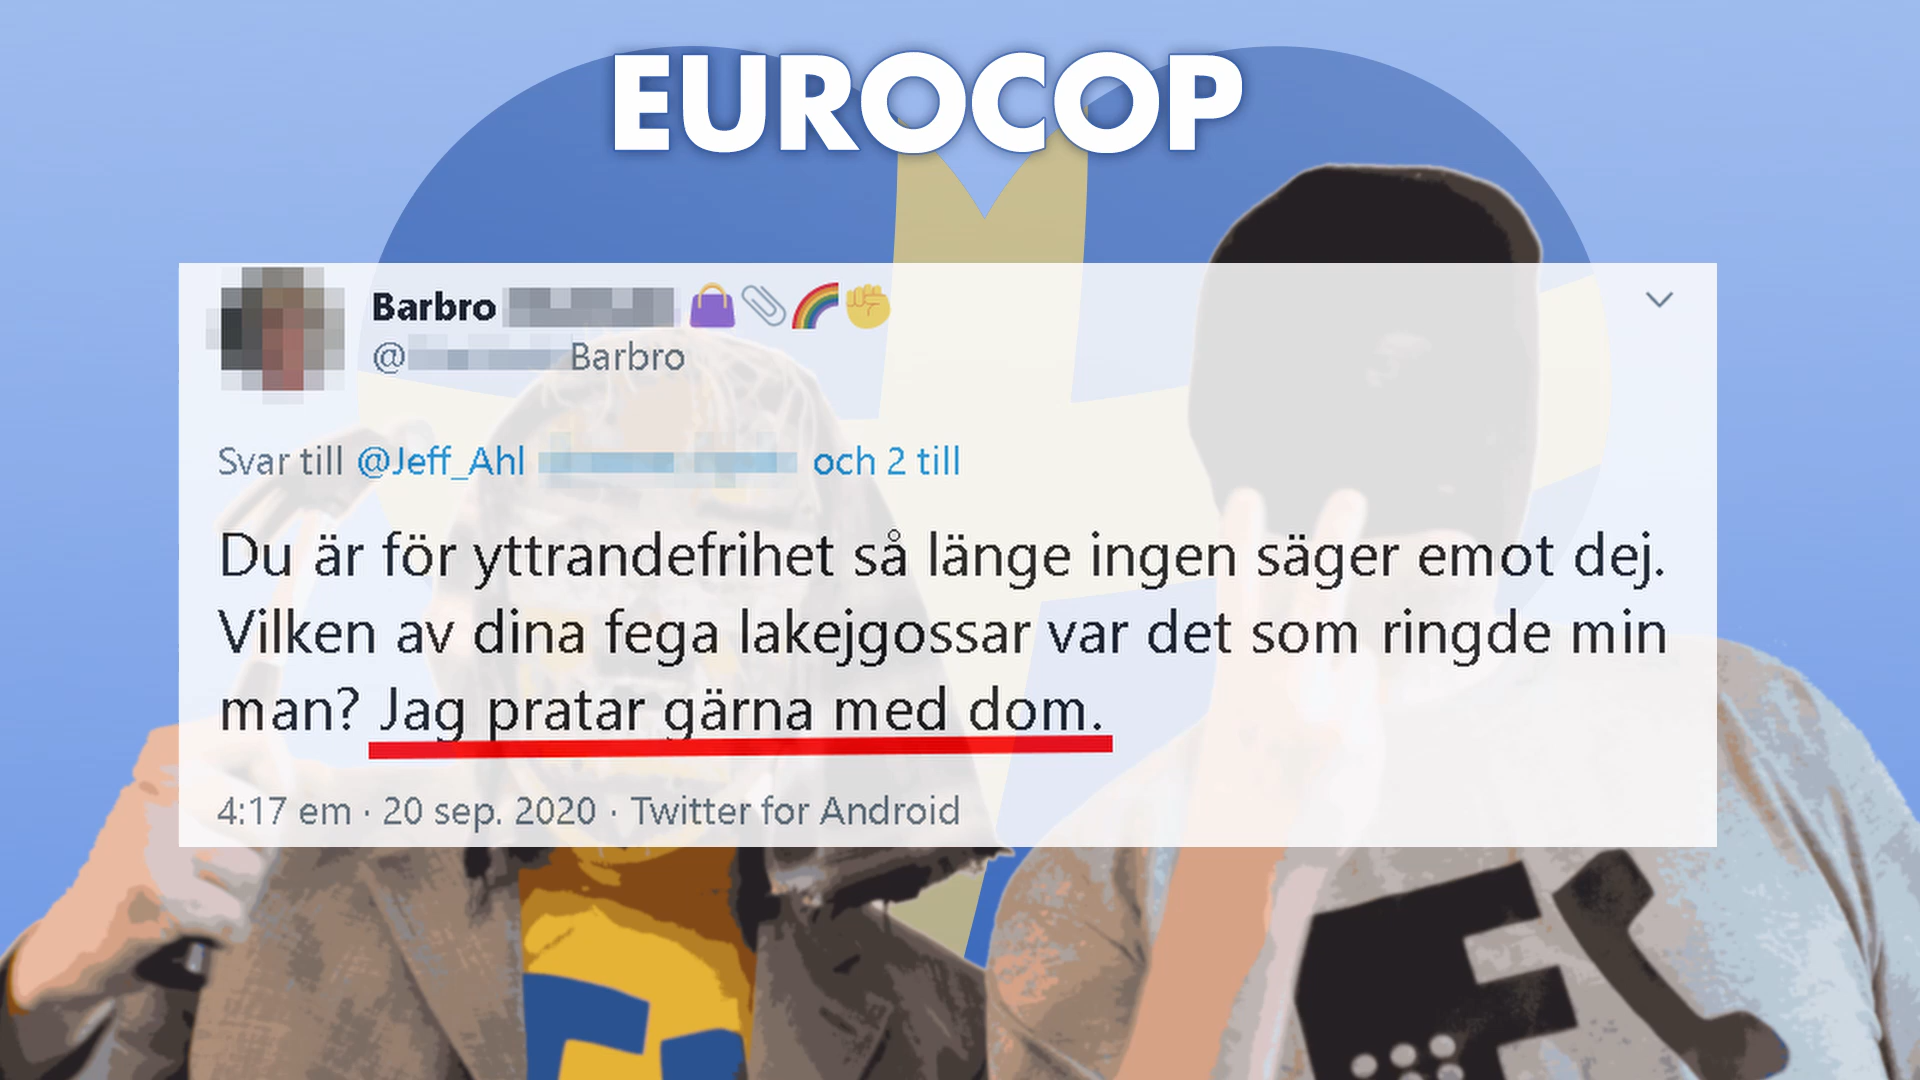 EUROCOP
Barbro 👜📎🌈✊
@ Barbro
Svar till @Jeff_Ahl och 2 till
Du är för yttrandefrihet så länge ingen säger emot dej.
Vilken av dina fega lakejgossar var det som ringde min
man? Jag pratar gärna med dom.
4:17 em · 20 sep. 2020 · Twitter for Android